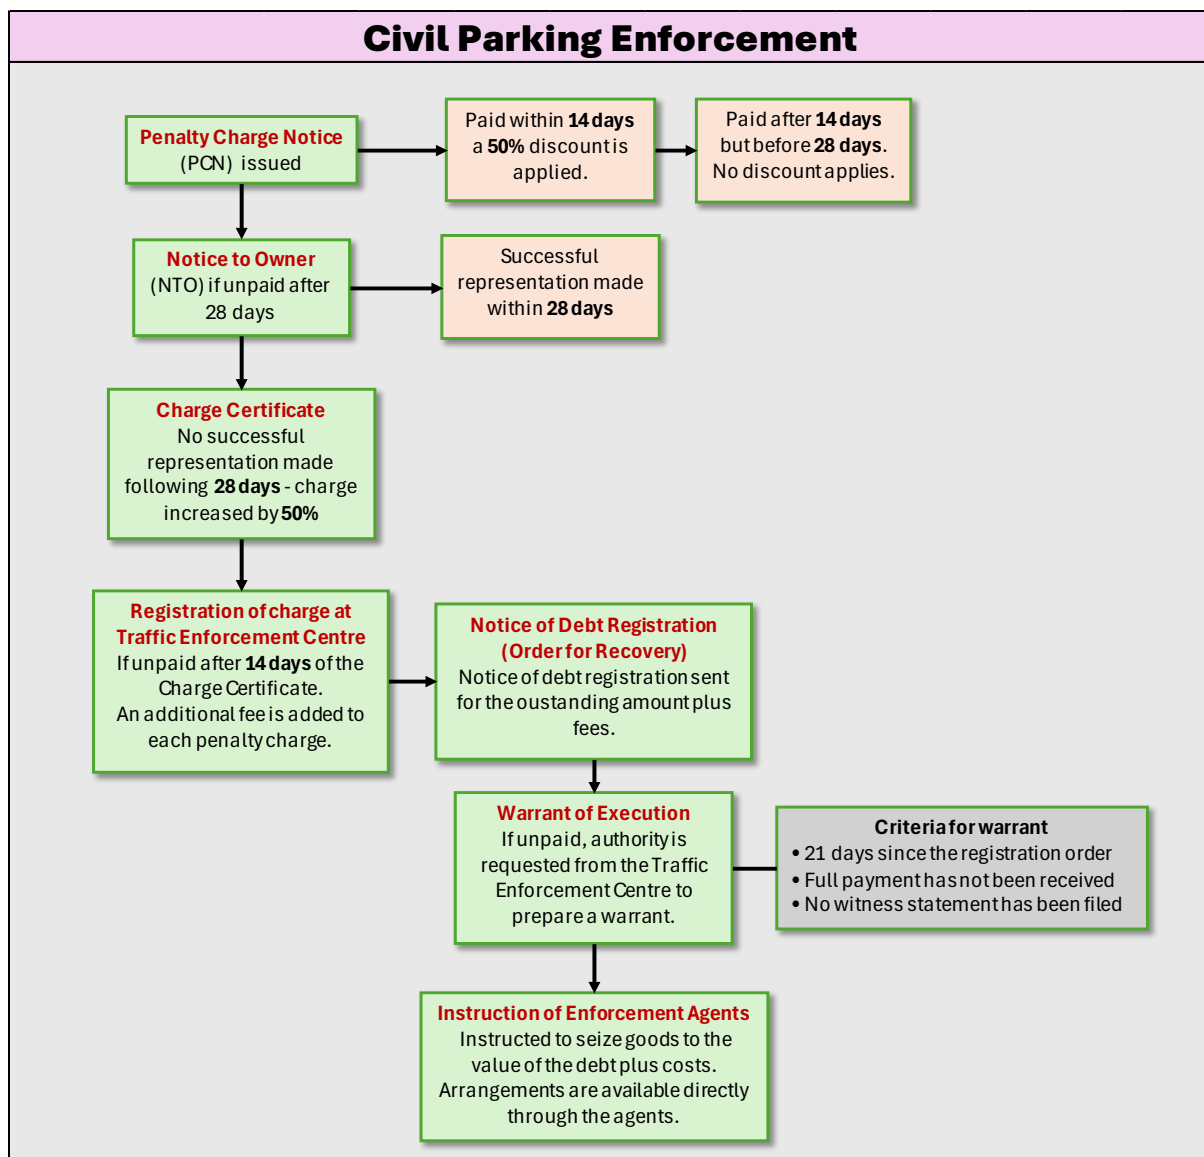 Civil Parking Enforcement
Penalty Charge Notice
(PCN) issued
Paid within 14 days
a 50% discount is
applied.
Paid after 14 days
but before 28 days.
No discount applies.
Notice to Owner
(NTO) if unpaid after
28 days
Successful
representation made
within 28 days
Charge Certificate
No successful
representation made
following 28 days - charge
increased by 50%
Registration of charge at
Traffic Enforcement Centre
If unpaid after 14 days of the
Charge Certificate.
An additional fee is added to
each penalty charge.
Notice of Debt Registration
(Order for Recovery)
Notice of debt registration sent
for the oustanding amount plus
fees.
Warrant of Execution
If unpaid, authority is
requested from the Traffic
Enforcement Centre to
prepare a warrant.
Criteria for warrant
• 21 days since the registration order
• Full payment has not been received
• No witness statement has been filed
Instruction of Enforcement Agents
Instructed to seize goods to the
value of the debt plus costs.
Arrangements are available directly
through the agents.